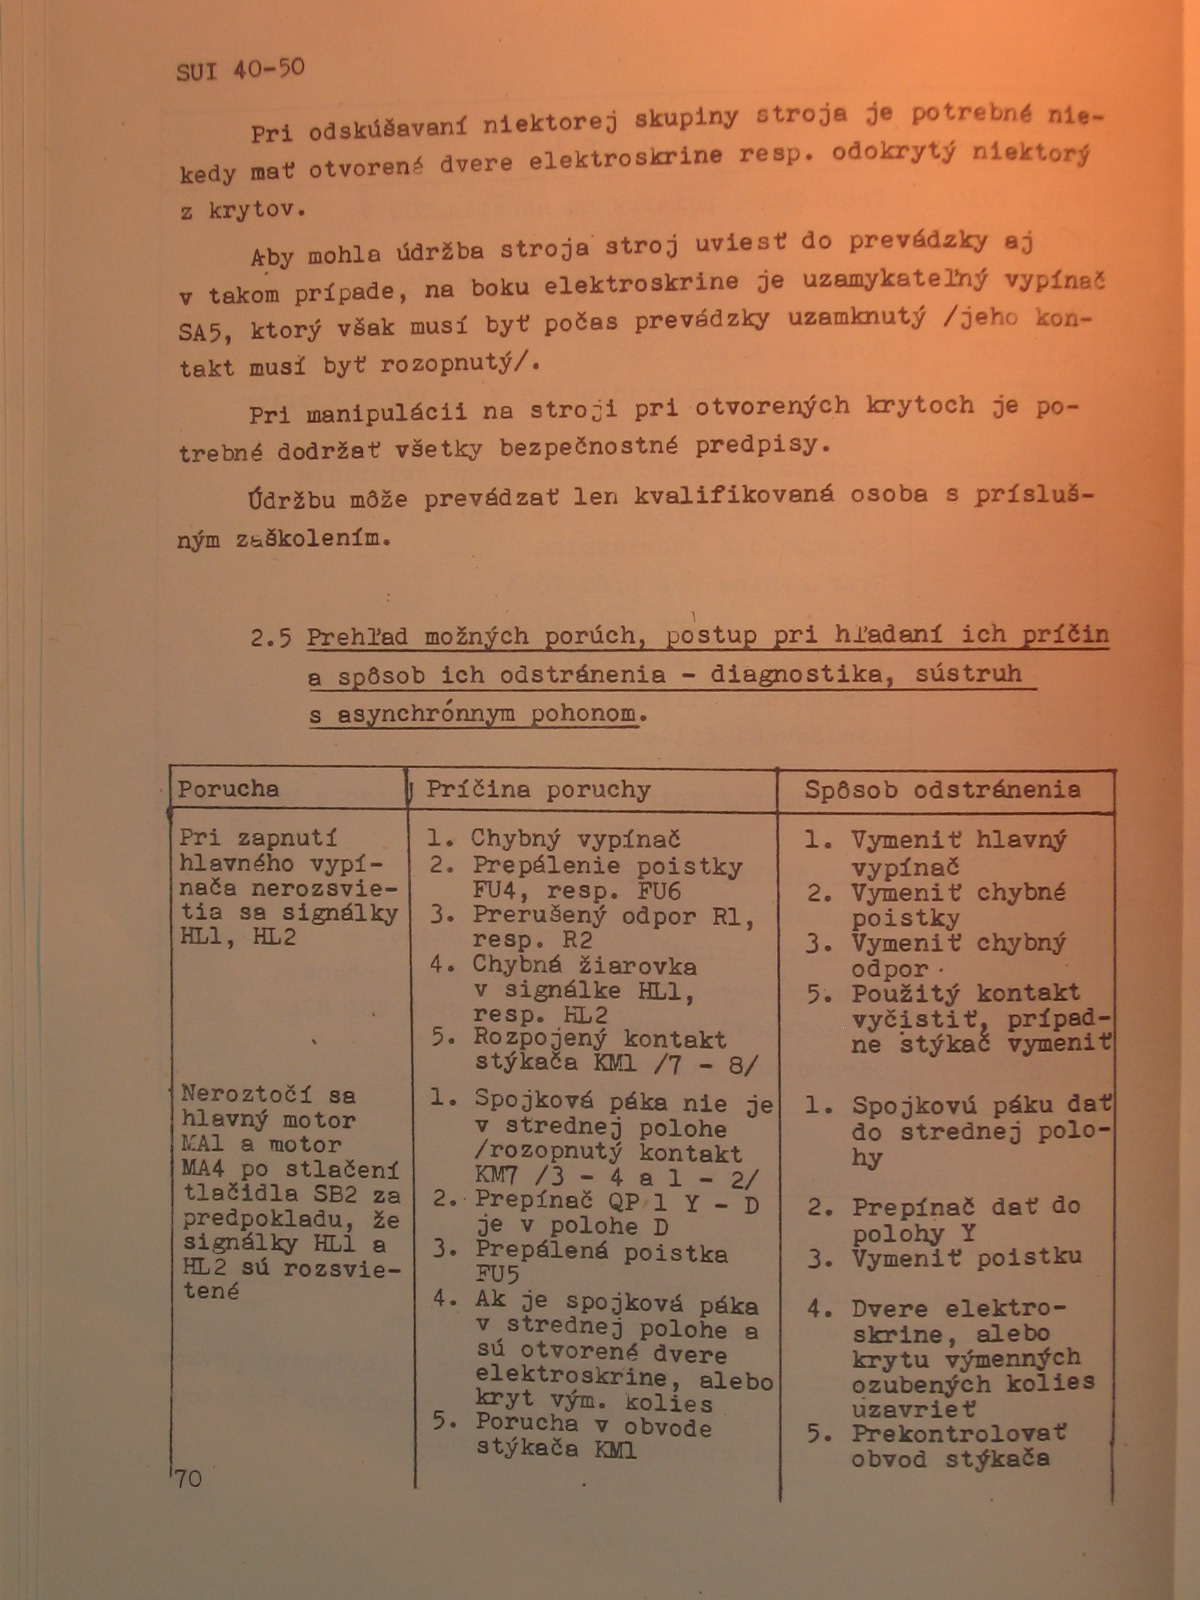 SUI 40-50
Pri odskúšavaní niektorej skupiny stroja je potrebné nie-
kedy mať otvorené dvere elektroskrine resp. odokrytý niektorý
z krytov.
Aby mohla údržba stroja stroj uviesť do prevádzky aj
v takom prípade, na boku elektroskrine je uzamykateľný vypínač
SA5, ktorý však musí byť počas prevádzky uzamknutý /jeho kon-
takt musí byť rozopnutý/.
Pri manipulácii na stroji pri otvorených krytoch je po-
trebné dodržať všetky bezpečnostné predpisy.
Údržbu môže prevádzať len kvalifikovaná osoba s prísluš-
ným zaškolením.
2.5 Prehľad možných porúch, postup pri hľadaní ich príčin
a spôsob ich odstránenia - diagnostika, sústruh
s asynchrónnym pohonom.
Porucha
Pri zapnutí
hlavného vypí-
nača nerozsvie-
tia sa signálky
HL1, HL2
Neroztočí sa
hlavný motor
MA1 a motor
MA4 po stlačení
tlačidla SB2 za
predpokladu, že
signálky HL1 a
HL2 sú rozsvie-
tené
Príčina poruchy
1. Chybný vypínač
2. Prepálenie poistky
FU4, resp. FU6
3. Prerušený odpor R1,
resp. R2
4. Chybná žiarovka
v signálke HL1,
resp. HL2
5. Rozpojený kontakt
stýkača KM1 /7 - 8/
1. Spojková páka nie je
v strednej polohe
/rozopnutý kontakt
KM7 /3 - 4 a 1 - 2/
2. Prepínač QP 1 Y - D
je v polohe D
3. Prepálená poistka
FU5
4. Ak je spojková páka
v strednej polohe a
sú otvorené dvere
elektroskrine, alebo
kryt vým. kolies
5. Porucha v obvode
stýkača KM1
Spôsob odstránenia
1. Vymeniť hlavný
vypínač
2. Vymeniť chybné
poistky
3. Vymeniť chybný
odpor
5. Použitý kontakt
vyčistiť, prípad-
ne stýkač vymeniť
1. Spojkovú páku dať
do strednej polo-
hy
2. Prepínač dať do
polohy Y
3. Vymeniť poistku
4. Dvere elektro-
skrine, alebo
krytu výmenných
ozubených kolies
uzavrieť
5. Prekontrolovať
obvod stýkača
70